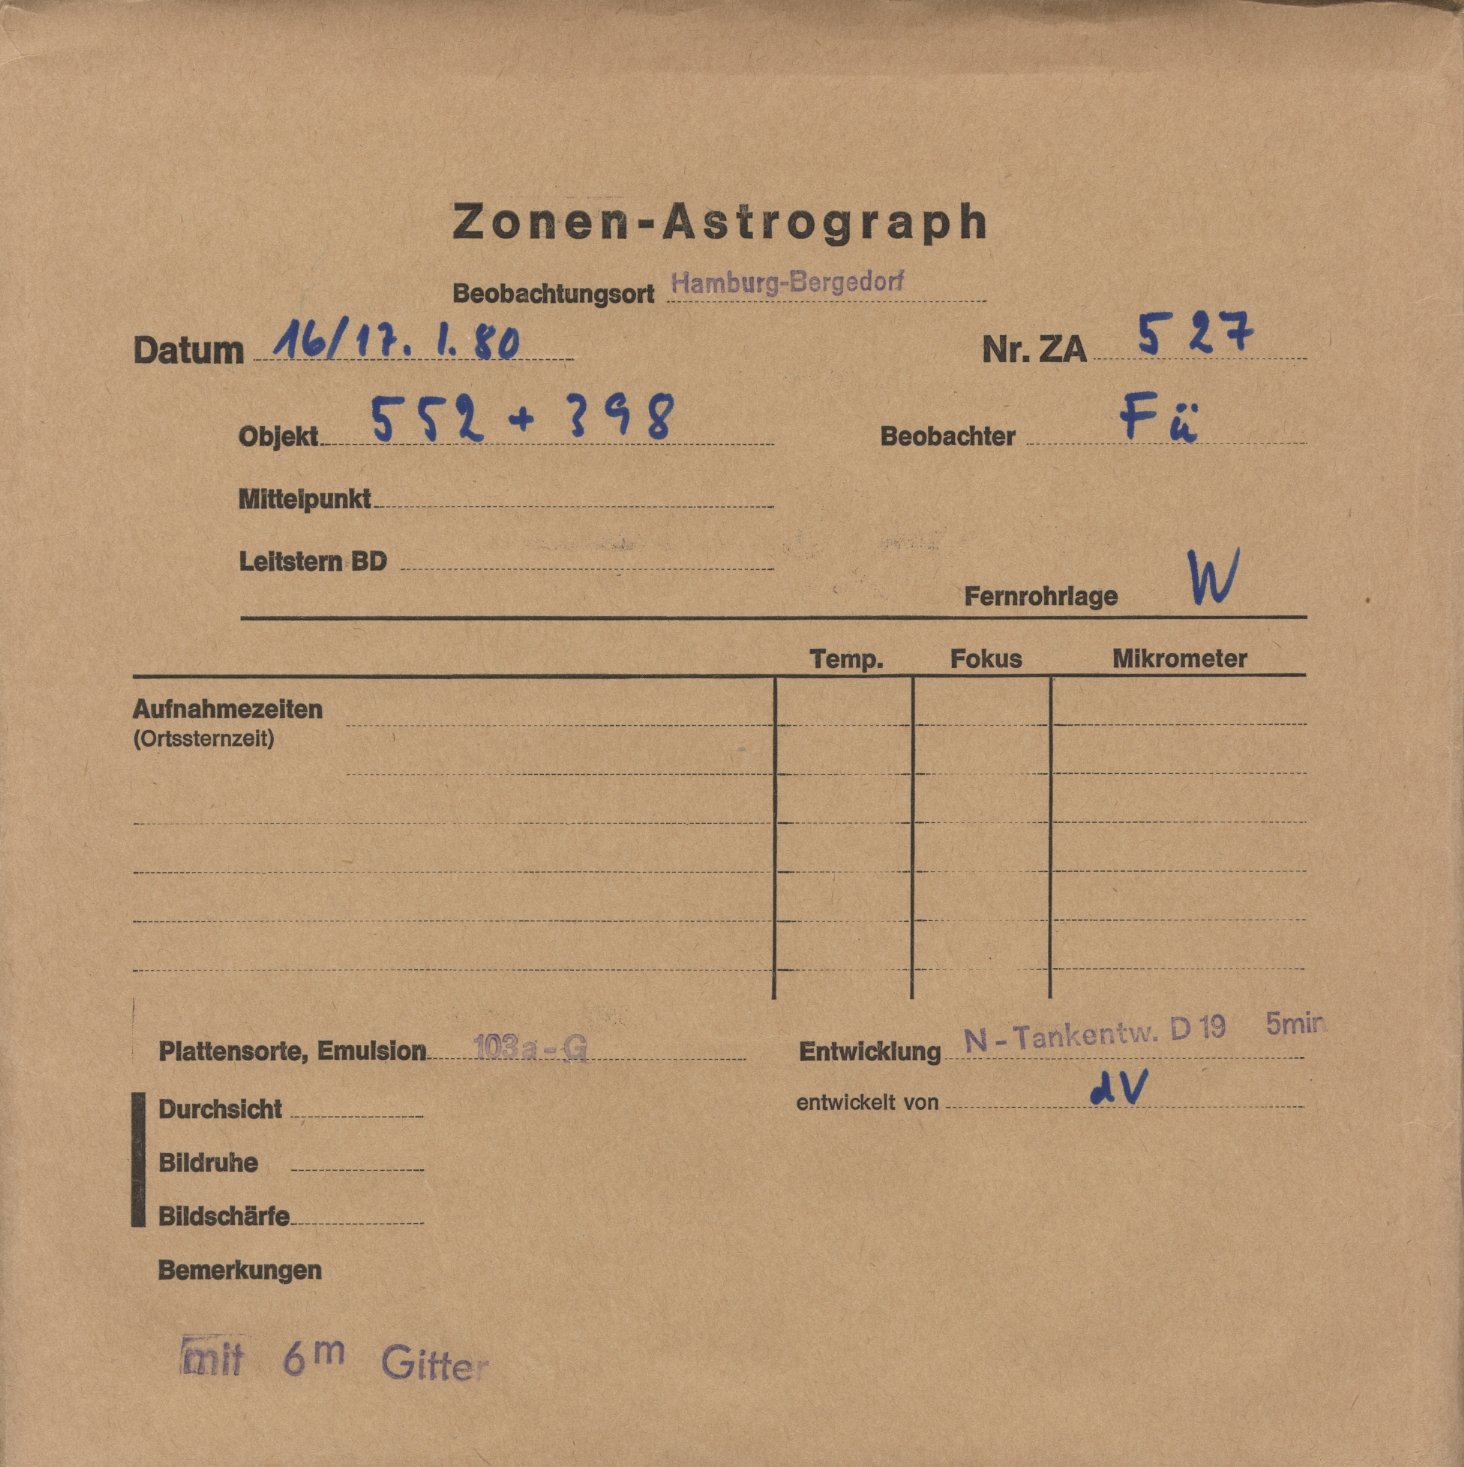 Zonen-Astrograph
Beobachtungsort Hamburg-Bergedorf
Datum 16/17. 1. 80 Nr. ZA 527
Objekt 552 + 398 Beobachter Fü
Mittelpunkt
Leitstern BD
Fernrohrlage W
Temp. Fokus Mikrometer
Aufnahmezeiten
(Ortssternzeit)
Plattensorte, Emulsion 103a-G Entwicklung N-Tankentw. D 19 5min
Durchsicht entwickelt von dV
Bildruhe
Bildschärfe
Bemerkungen
mit 6m Gitter